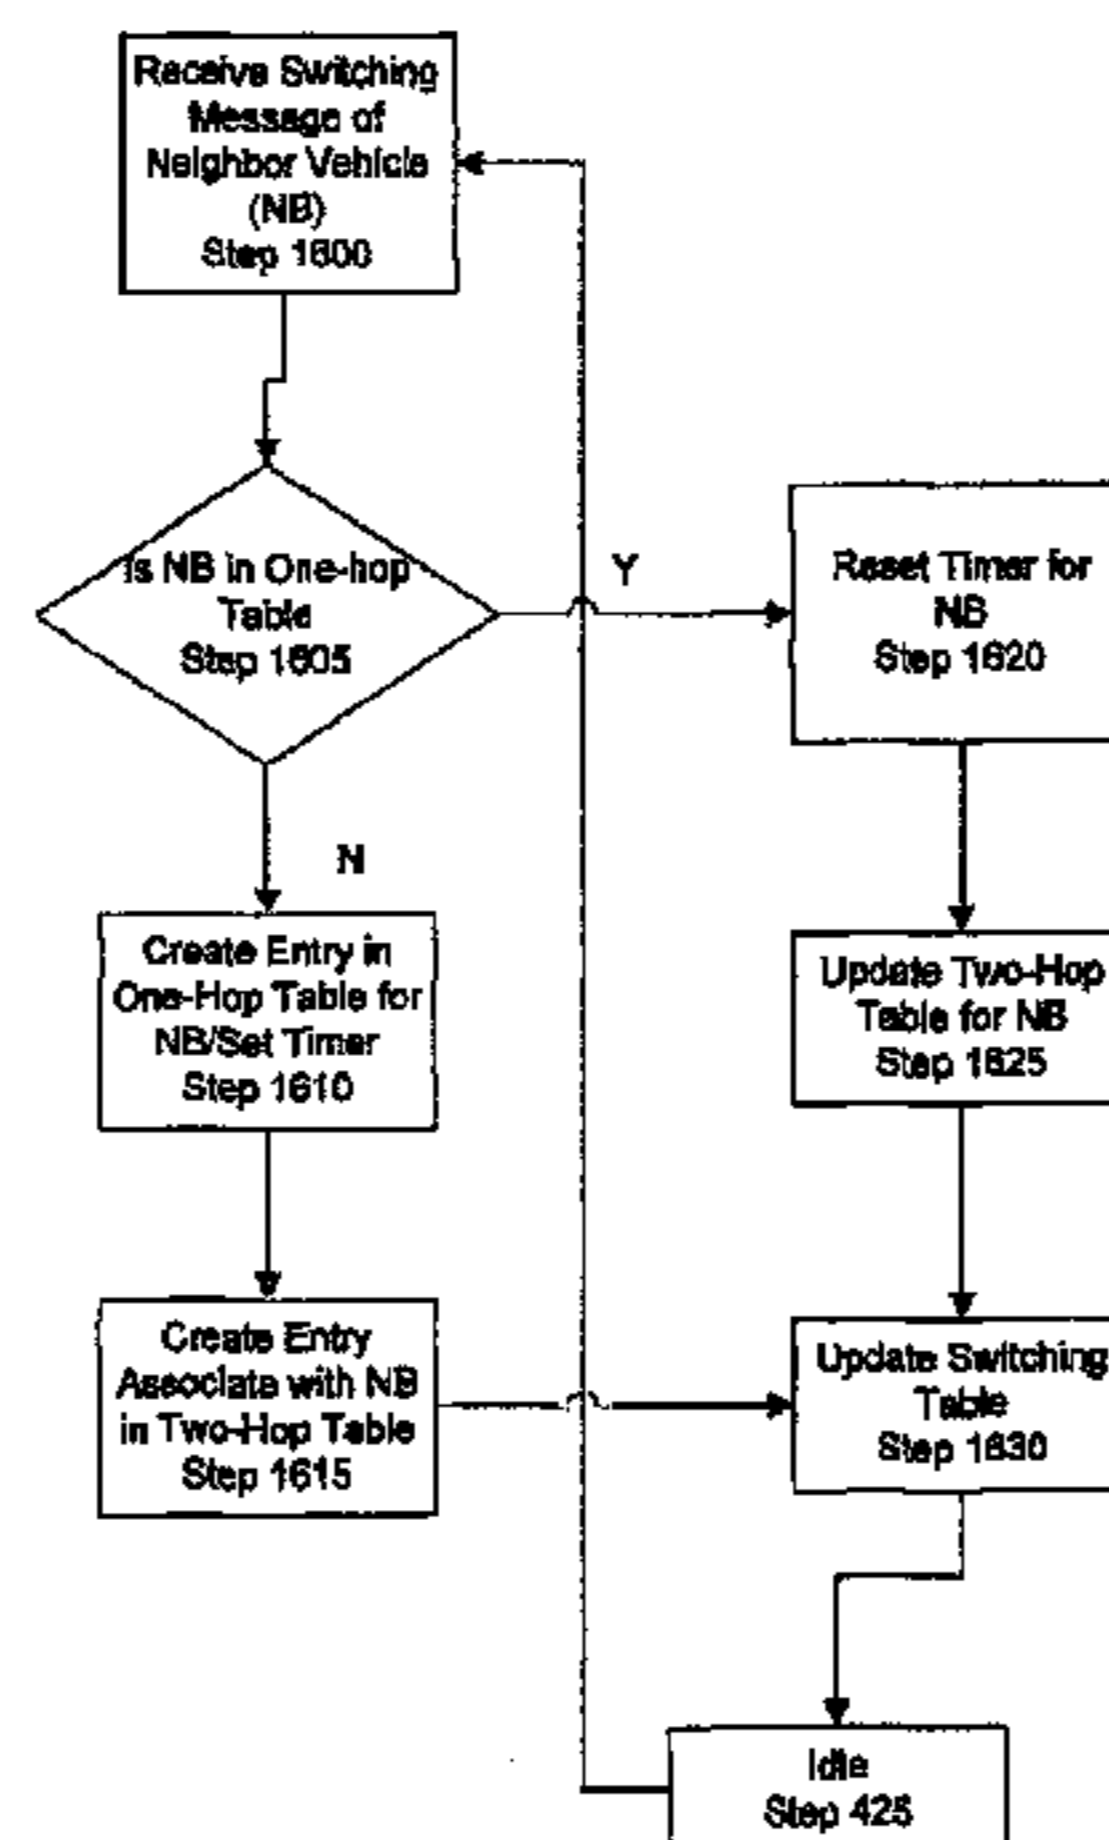 Receive Switching
Message of
Neighbor Vehicle
(NB)
Step 1600
Is NB in One-hop
Table
Step 1605
Y
Reset Timer for
NB
Step 1620
N
Create Entry in
One-Hop Table for
NB/Set Timer
Step 1610
Update Two-Hop
Table for NB
Step 1625
Create Entry
Associate with NB
in Two-Hop Table
Step 1615
Update Switching
Table
Step 1630
Idle
Step 425